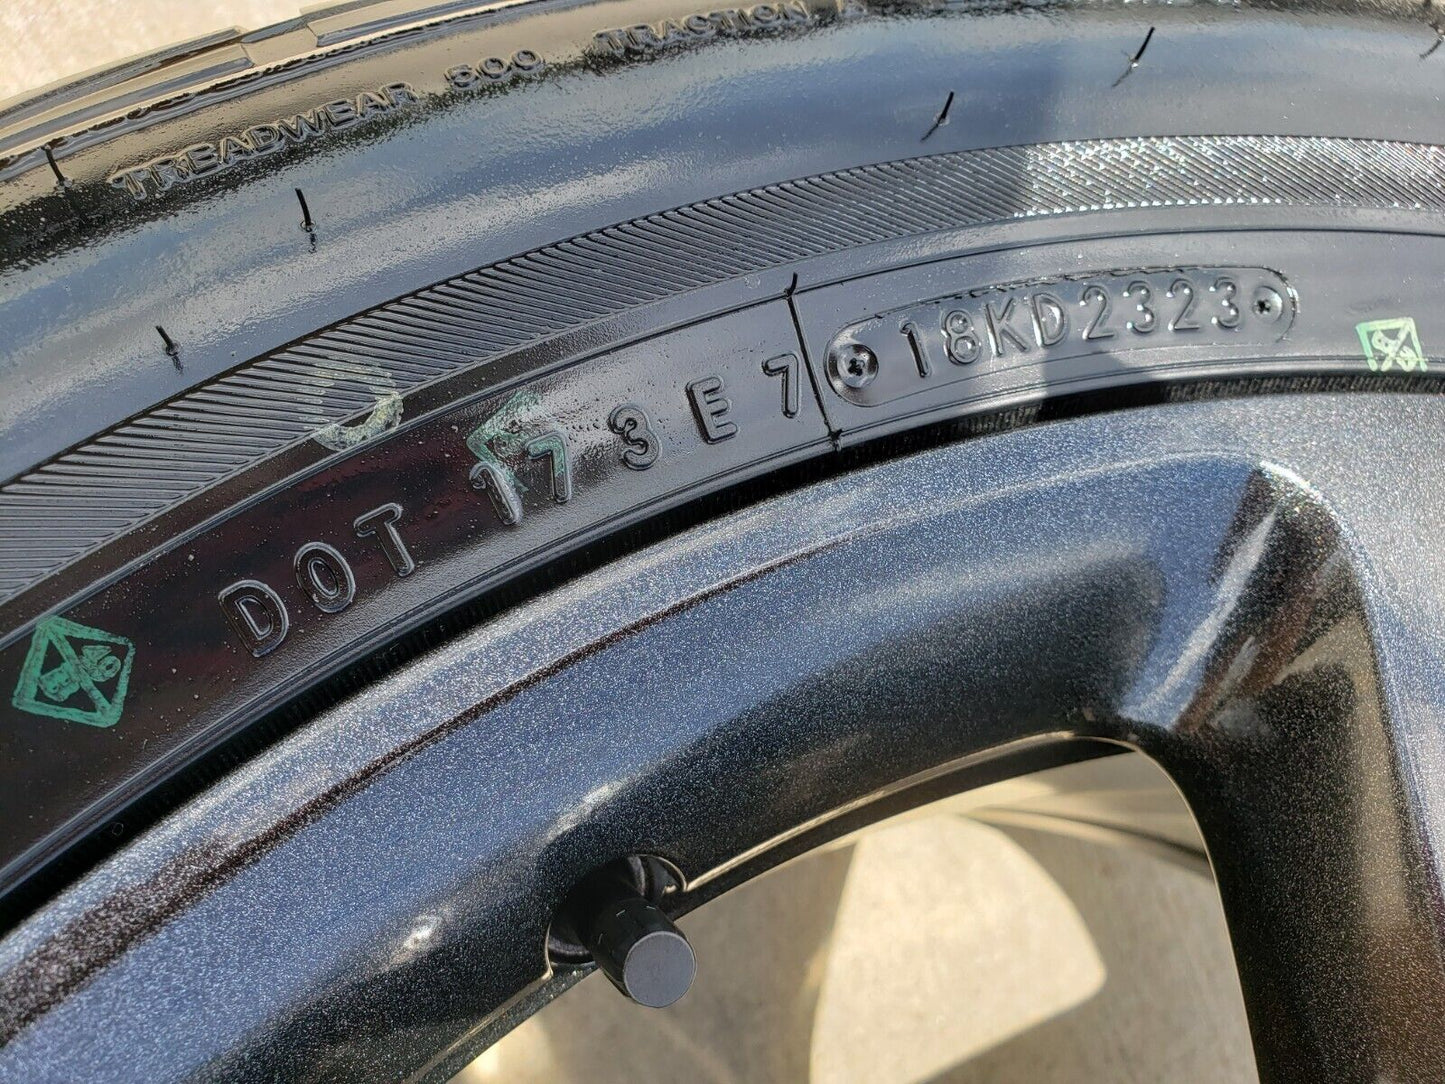 TREADWEAR 500 TRACTION A
DOT 173E7 18KD2323